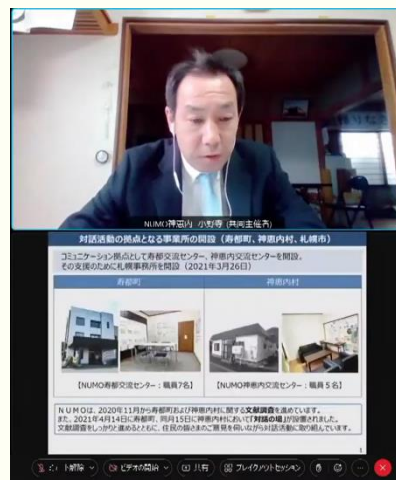 NUMO神恵内 小野寺 (共同主催者)
対話活動の拠点となる事業所の開設（寿都町、神恵内村、札幌市）
コミュニケーション拠点として寿都交流センター、神恵内交流センターを開設。
その支援のために札幌事務所を開設（2021年3月26日）
寿都町
神恵内村
【NUMO寿都交流センター：職員7名】
【NUMO神恵内交流センター：職員５名】
ＮＵＭＯは、2020年11月から寿都町および神恵内村に関する文献調査を進めています。
また、2021年4月14日に寿都町、同月15日に神恵内村において「対話の場」が設置されました。
文献調査をしっかりと進めるとともに、住民の皆さまのご意見を伺いながら対話活動に取り組んでいます。
1
ミュート解除
ビデオの開始
共有
ブレイクアウトセッション